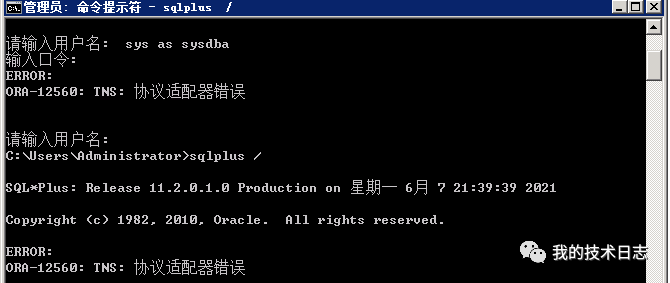 管理员: 命令提示符 - sqlplus  /
请输入用户名:  sys as sysdba
输入口令:
ERROR:
ORA-12560: TNS: 协议适配器错误
请输入用户名:
C:\Users\Administrator>sqlplus /
SQL*Plus: Release 11.2.0.1.0 Production on 星期一 6月 7 21:39:39 2021
Copyright (c) 1982, 2010, Oracle.  All rights reserved.
ERROR:
ORA-12560: TNS: 协议适配器错误
我的技术日志